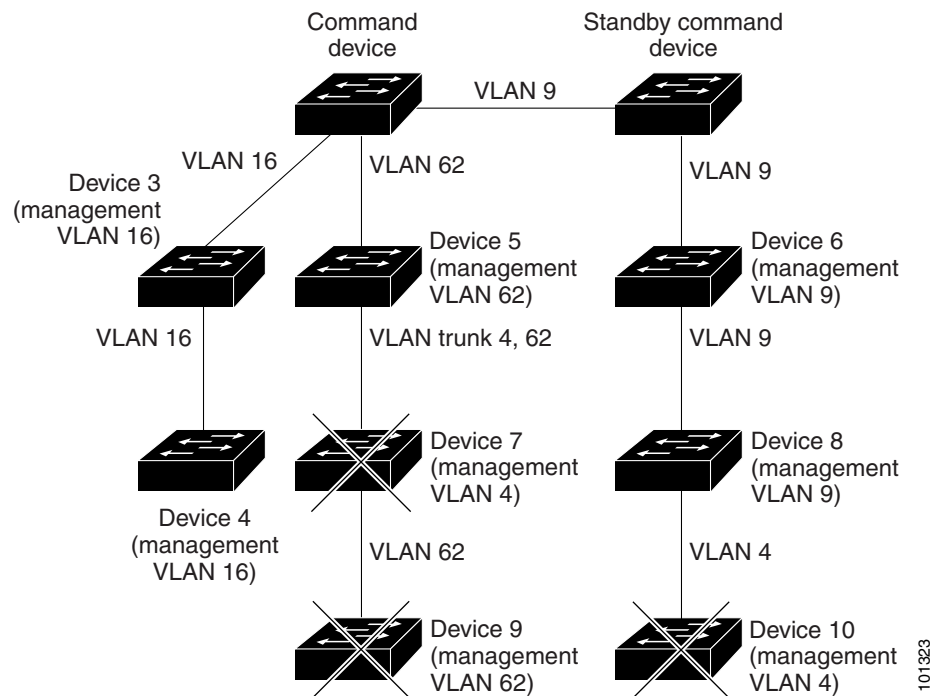 Command
device
Standby command
device
VLAN 9
VLAN 16
VLAN 62
VLAN 9
Device 3
(management
VLAN 16)
Device 5
(management
VLAN 62)
Device 6
(management
VLAN 9)
VLAN 16
VLAN trunk 4, 62
VLAN 9
Device 7
(management
VLAN 4)
Device 8
(management
VLAN 9)
Device 4
(management
VLAN 16)
VLAN 62
VLAN 4
Device 9
(management
VLAN 62)
Device 10
(management
VLAN 4)
101323